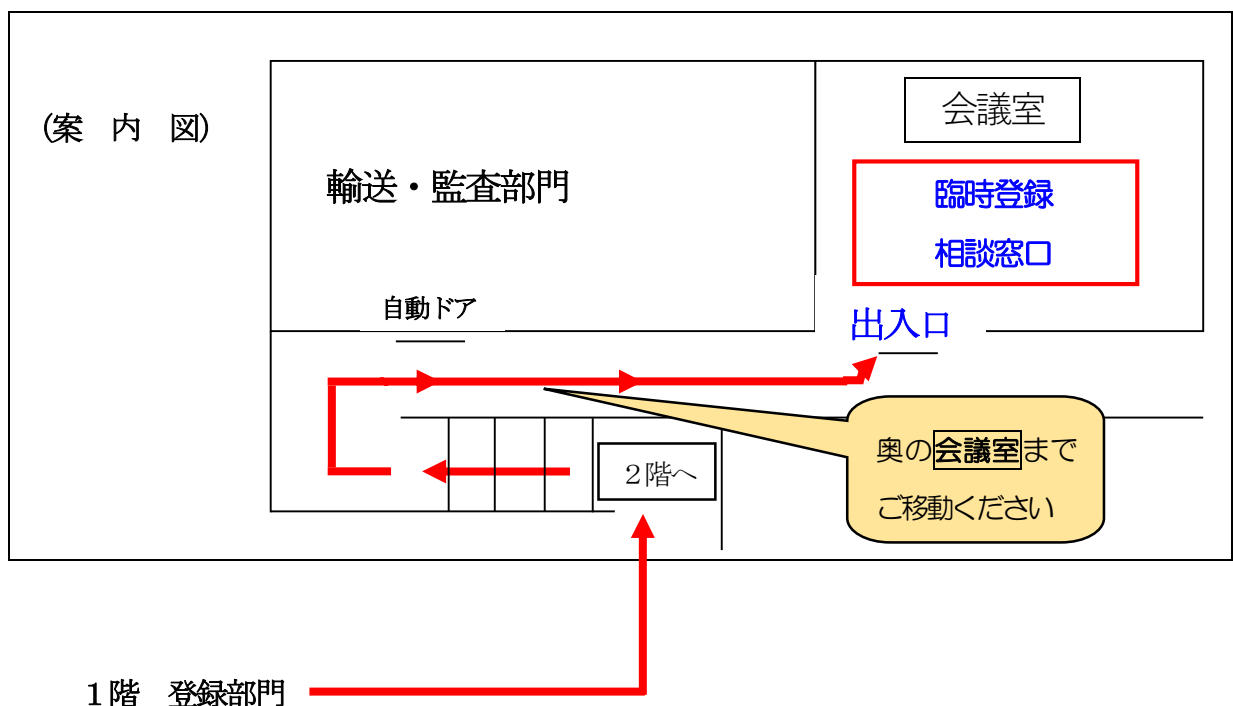 (案　内　図)
会議室
輸送・監査部門
臨時登録
相談窓口
自動ドア
出入口
２階へ
奥の会議室まで
ご移動ください
１階　登録部門